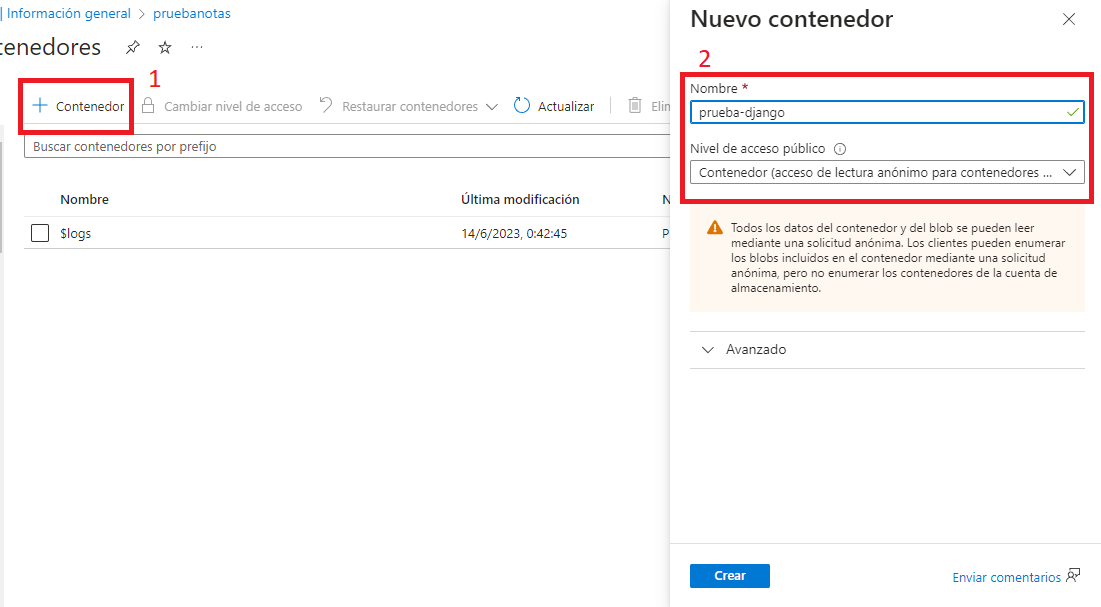 Información general > pruebanotas
tenedores
1
+ Contenedor
Cambiar nivel de acceso
Restaurar contenedores
Actualizar
Elin
Buscar contenedores por prefijo
Nombre
Última modificación
N
$logs
14/6/2023, 0:42:45
P
Nuevo contenedor
2
Nombre *
prueba-django
Nivel de acceso público
Contenedor (acceso de lectura anónimo para contenedores ...
Todos los datos del contenedor y del blob se pueden leer
mediante una solicitud anónima. Los clientes pueden enumerar
los blobs incluidos en el contenedor mediante una solicitud
anónima, pero no enumerar los contenedores de la cuenta de
almacenamiento.
Avanzado
Crear
Enviar comentarios